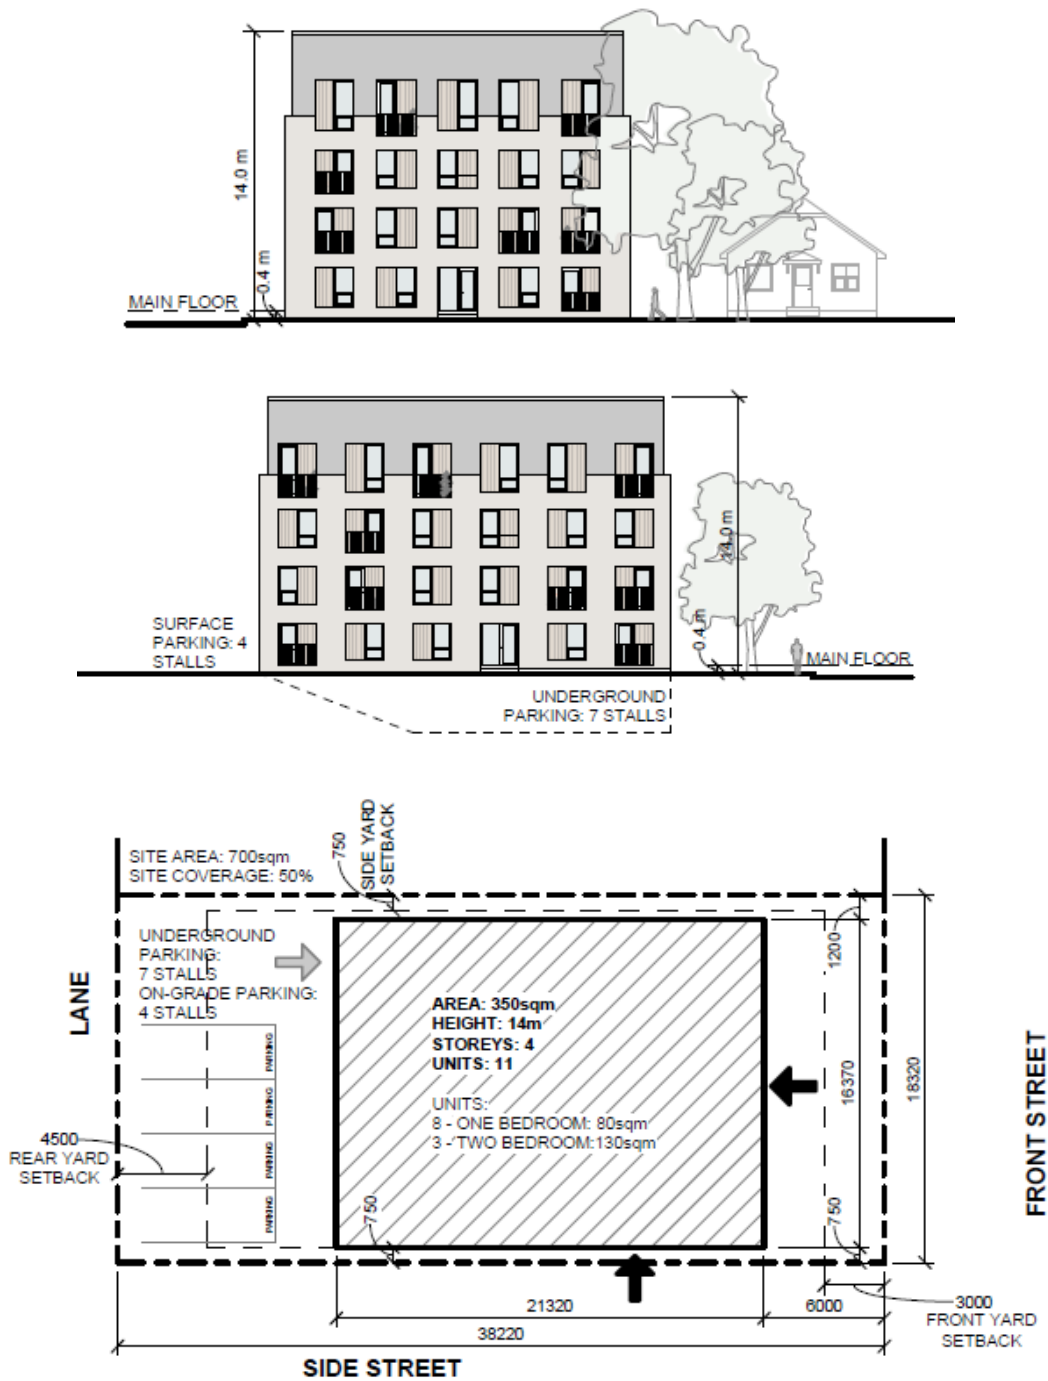 14.0 m
0.4 m
MAIN FLOOR
14.0 m
0.4 m
SURFACE
PARKING: 4
STALLS
MAIN FLOOR
UNDERGROUND
PARKING: 7 STALLS
750
SIDE YARD
SETBACK
SITE AREA: 700sqm
SITE COVERAGE: 50%
UNDERGROUND
PARKING:
7 STALLS
ON-GRADE PARKING:
4 STALLS
LANE
PARKING
PARKING
PARKING
PARKING
4500
REAR YARD
SETBACK
AREA: 350sqm
HEIGHT: 14m
STOREYS: 4
UNITS: 11
UNITS:
8 - ONE BEDROOM: 80sqm
3 - TWO BEDROOM:130sqm
750
1200
16370
18320
750
FRONT STREET
21320
6000
3000
FRONT YARD
SETBACK
38220
SIDE STREET